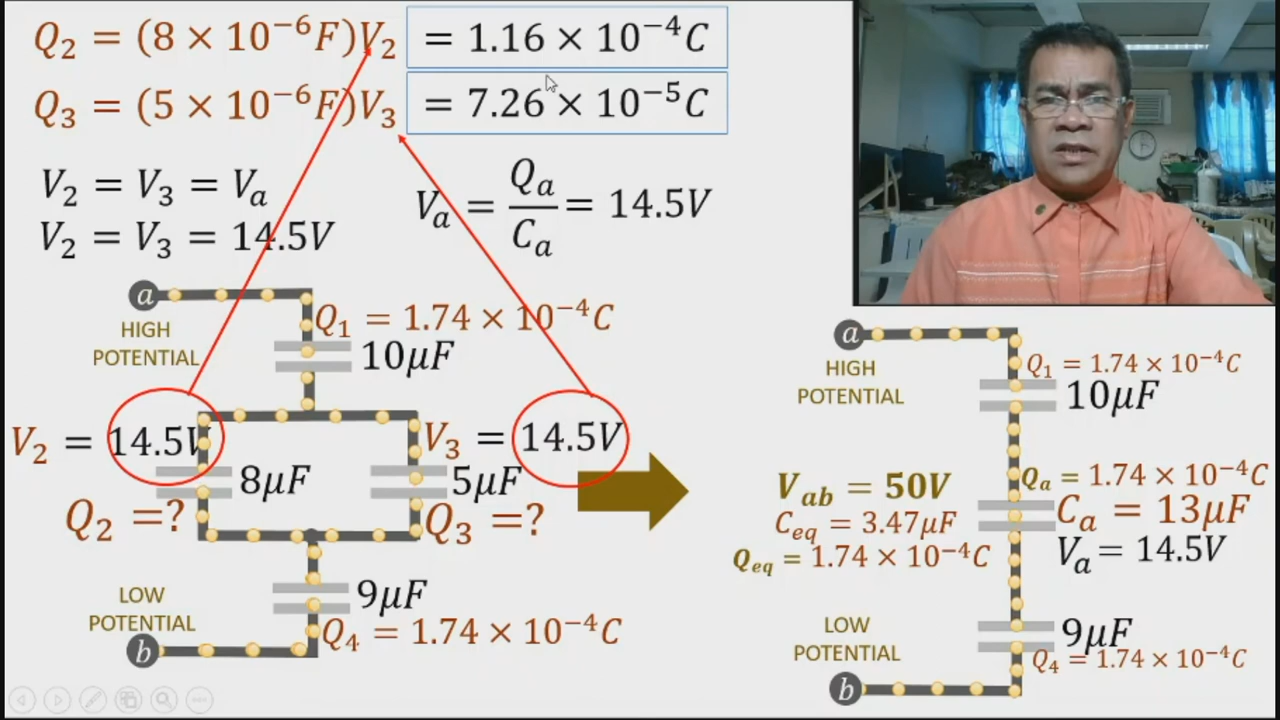 Q₂ = (8 × 10⁻⁶F)V₂ = 1.16 × 10⁻⁴C
Q₃ = (5 × 10⁻⁶F)V₃ = 7.26 × 10⁻⁵C
V₂ = V₃ = Vₐ
V₂ = V₃ = 14.5V
Vₐ = Qₐ/Cₐ = 14.5V
a
HIGH
POTENTIAL
Q₁ = 1.74 × 10⁻⁴C
10μF
V₂ = 14.5V
8μF
Q₂ =?
V₃ = 14.5V
5μF
Q₃ =?
LOW
POTENTIAL
b
9μF
Q₄ = 1.74 × 10⁻⁴C
a
HIGH
POTENTIAL
Q₁ = 1.74 × 10⁻⁴C
10μF
V_ab = 50V
C_eq = 3.47μF
Q_eq = 1.74 × 10⁻⁴C
Qₐ = 1.74 × 10⁻⁴C
Cₐ = 13μF
Vₐ = 14.5V
LOW
POTENTIAL
b
9μF
Q₄ = 1.74 × 10⁻⁴C